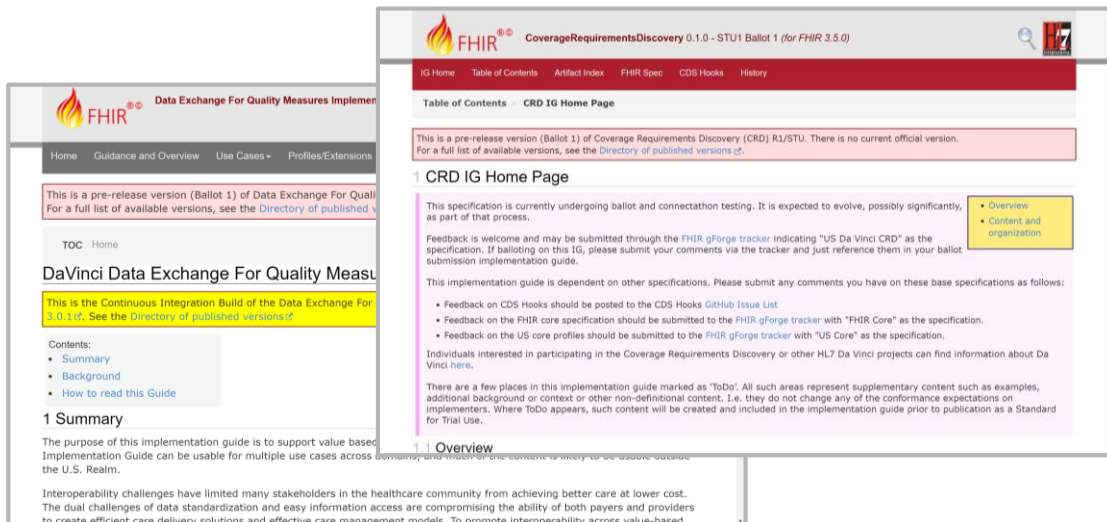 FHIR®©
CoverageRequirementsDiscovery 0.1.0 - STU1 Ballot 1 (for FHIR 3.5.0)
HL7
IG Home Table of Contents Artifact Index FHIR Spec CDS Hooks History
Table of Contents CRD IG Home Page
This is a pre-release version (Ballot 1) of Coverage Requirements Discovery (CRD) R1/STU. There is no current official version.
For a full list of available versions, see the Directory of published versions.
1 CRD IG Home Page
This specification is currently undergoing ballot and connectathon testing. It is expected to evolve, possibly significantly,
as part of that process.
• Overview
• Content and
organization
Feedback is welcome and may be submitted through the FHIR gForge tracker indicating "US Da Vinci CRD" as the
specification. If balloting on this IG, please submit your comments via the tracker and just reference them in your ballot
submission implementation guide.
This implementation guide is dependent on other specifications. Please submit any comments you have on these base specifications as follows:
• Feedback on CDS Hooks should be posted to the CDS Hooks GitHub Issue List
• Feedback on the FHIR core specification should be submitted to the FHIR gForge tracker with "FHIR Core" as the specification.
• Feedback on the US core profiles should be submitted to the FHIR gForge tracker with "US Core" as the specification.
Individuals interested in participating in the Coverage Requirements Discovery or other HL7 Da Vinci projects can find information about Da
Vinci here.
There are a few places in this implementation guide marked as 'ToDo'. All such areas represent supplementary content such as examples,
additional background or context or other non-definitional content. I.e. they do not change any of the conformance expectations on
implementers. Where ToDo appears, such content will be created and included in the implementation guide prior to publication as a Standard
for Trial Use.
1.1 Overview
FHIR®©
Data Exchange For Quality Measures Implemen
Home Guidance and Overview Use Cases Profiles/Extensions
This is a pre-release version (Ballot 1) of Data Exchange For Quali
For a full list of available versions, see the Directory of published v
TOC Home
DaVinci Data Exchange For Quality Measu
This is the Continuous Integration Build of the Data Exchange For
3.0.1. See the Directory of published versions
Contents:
• Summary
• Background
• How to read this Guide
1 Summary
The purpose of this implementation guide is to support value based
Implementation Guide can be usable for multiple use cases across domains, and much of the content is likely to be usable outside
the U.S. Realm.
Interoperability challenges have limited many stakeholders in the healthcare community from achieving better care at lower cost.
The dual challenges of data standardization and easy information access are compromising the ability of both payers and providers
to create efficient care delivery solutions and effective care management models. To promote interoperability across value-based